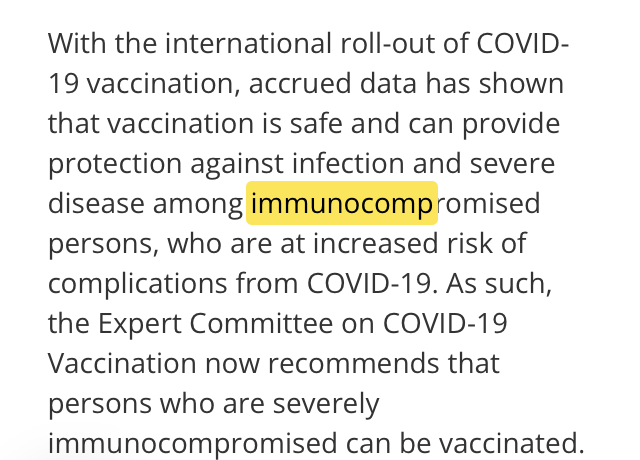 With the international roll-out of COVID-
19 vaccination, accrued data has shown
that vaccination is safe and can provide
protection against infection and severe
disease among immunocompromised
persons, who are at increased risk of
complications from COVID-19. As such,
the Expert Committee on COVID-19
Vaccination now recommends that
persons who are severely
immunocompromised can be vaccinated.